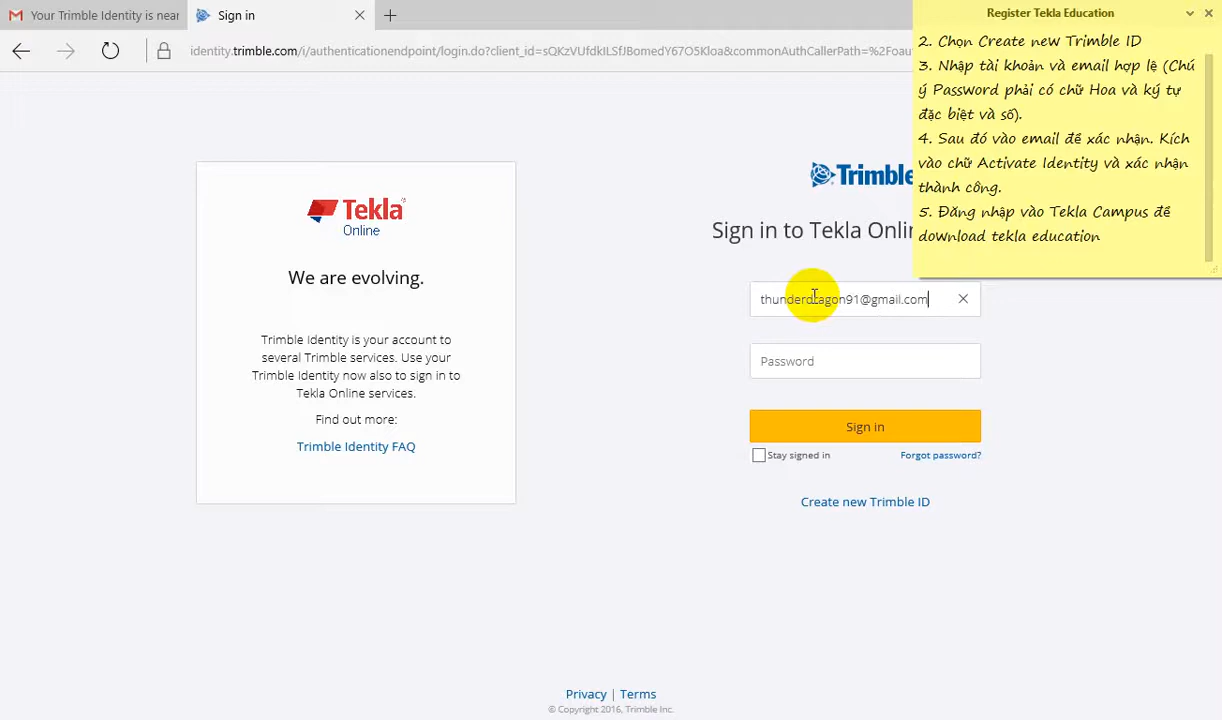 Your Trimble Identity is near
Sign in
identity.trimble.com/i/authenticationendpoint/login.do?client_id=sQKzVUfdkILSfJBomedY67O5Kloa&commonAuthCallerPath=%2Foau
Register Tekla Education
2. Chọn Create new Trimble ID
3. Nhập tài khoản và email hợp lệ (Chú
ý Password phải có chữ Hoa và ký tự
đặc biệt và số).
4. Sau đó vào email để xác nhận. Kích
vào chữ Activate Identity và xác nhận
thành công.
5. Đăng nhập vào Tekla Campus để
download tekla education
Tekla
Online
We are evolving.
Trimble Identity is your account to
several Trimble services. Use your
Trimble Identity now also to sign in to
Tekla Online services.
Find out more:
Trimble Identity FAQ
Trimble
Sign in to Tekla Onlin
thunderdragon91@gmail.com
Password
Sign in
Stay signed in
Forgot password?
Create new Trimble ID
Privacy | Terms
© Copyright 2016, Trimble Inc.